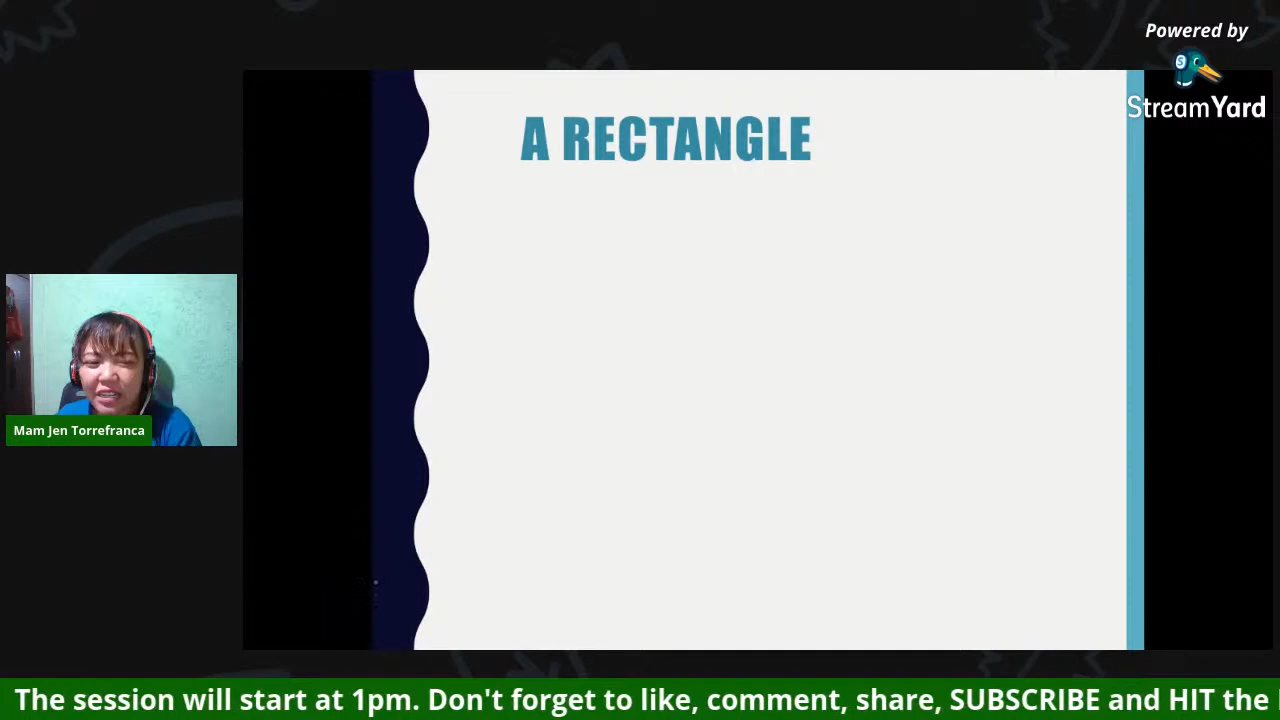 Powered by
StreamYard
A RECTANGLE
Mam Jen Torrefranca
The session will start at 1pm. Don't forget to like, comment, share, SUBSCRIBE and HIT the